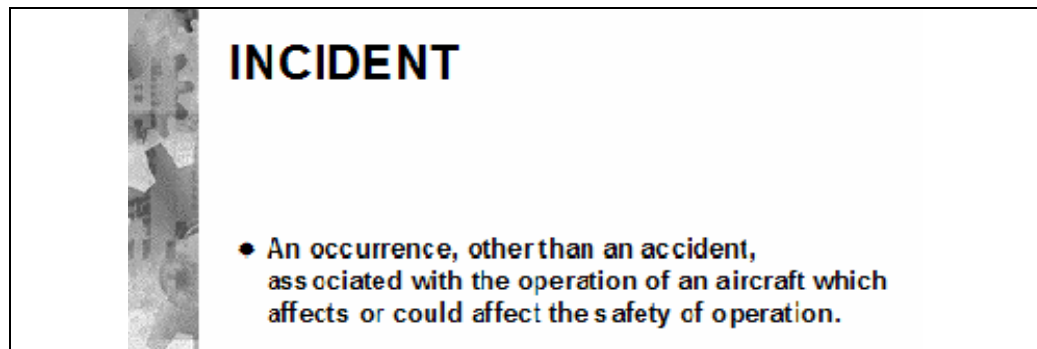 INCIDENT
● An occurrence, other than an accident,
associated with the operation of an aircraft which
affects or could affect the safety of operation.